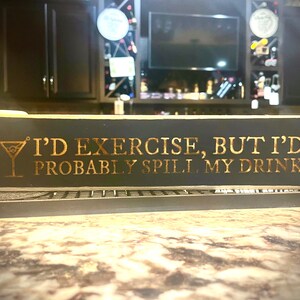 I'D EXERCISE, BUT I'D
PROBABLY SPILL MY DRINK